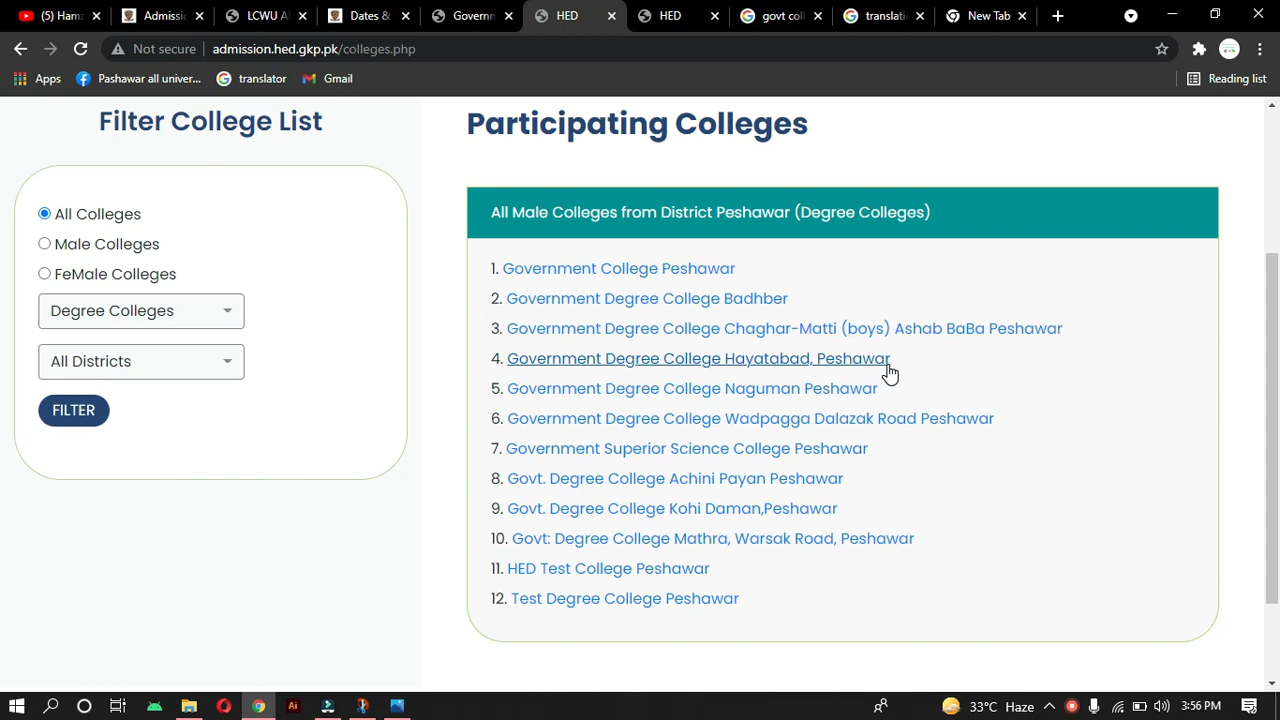 (5) Hamz
Admissi
LCWU A
Dates &
Governm
HED
HED
govt coll
translatin
New Tab
Not secure
admission.hed.gkp.pk/colleges.php
Apps
Pashawar all univer...
translator
Gmail
Reading list
Filter College List
All Colleges
Male Colleges
FeMale Colleges
Degree Colleges
All Districts
FILTER
Participating Colleges
All Male Colleges from District Peshawar (Degree Colleges)
1. Government College Peshawar
2. Government Degree College Badhber
3. Government Degree College Chaghar-Matti (boys) Ashab BaBa Peshawar
4. Government Degree College Hayatabad, Peshawar
5. Government Degree College Naguman Peshawar
6. Government Degree College Wadpagga Dalazak Road Peshawar
7. Government Superior Science College Peshawar
8. Govt. Degree College Achini Payan Peshawar
9. Govt. Degree College Kohi Daman,Peshawar
10. Govt: Degree College Mathra, Warsak Road, Peshawar
11. HED Test College Peshawar
12. Test Degree College Peshawar
Ai
33°C Haze
3:56 PM